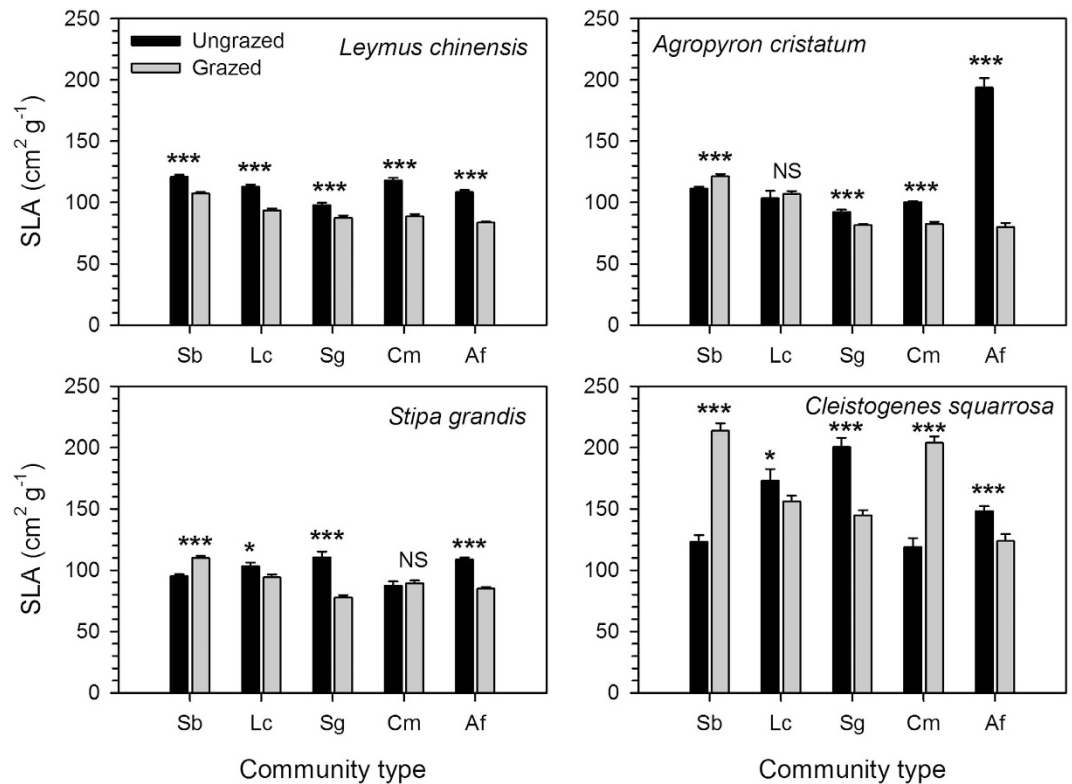 Ungrazed
Grazed
Leymus chinensis
SLA (cm² g⁻¹)
250
200
150
100
50
0
*** *** *** *** ***
Sb Lc Sg Cm Af
Agropyron cristatum
250
200
150
100
50
0
*** NS *** *** ***
Sb Lc Sg Cm Af
Stipa grandis
SLA (cm² g⁻¹)
250
200
150
100
50
0
*** * *** NS ***
Sb Lc Sg Cm Af
Community type
Cleistogenes squarrosa
250
200
150
100
50
0
*** * *** *** ***
Sb Lc Sg Cm Af
Community type